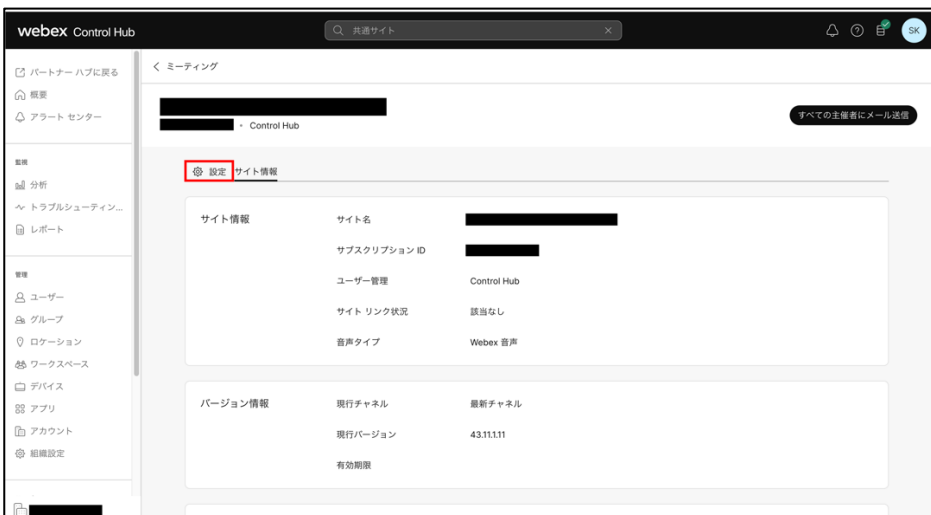 webex Control Hub
共通サイト
SK
パートナー ハブに戻る
概要
アラート センター
監視
分析
トラブルシューティン...
レポート
管理
ユーザー
グループ
ロケーション
ワークスペース
デバイス
アプリ
アカウント
組織設定
ミーティング
• Control Hub
すべての主催者にメール送信
設定 サイト情報
サイト情報
サイト名
サブスクリプション ID
ユーザー管理 Control Hub
サイト リンク状況 該当なし
音声タイプ Webex 音声
バージョン情報
現行チャネル 最新チャネル
現行バージョン 43.11.1.11
有効期限